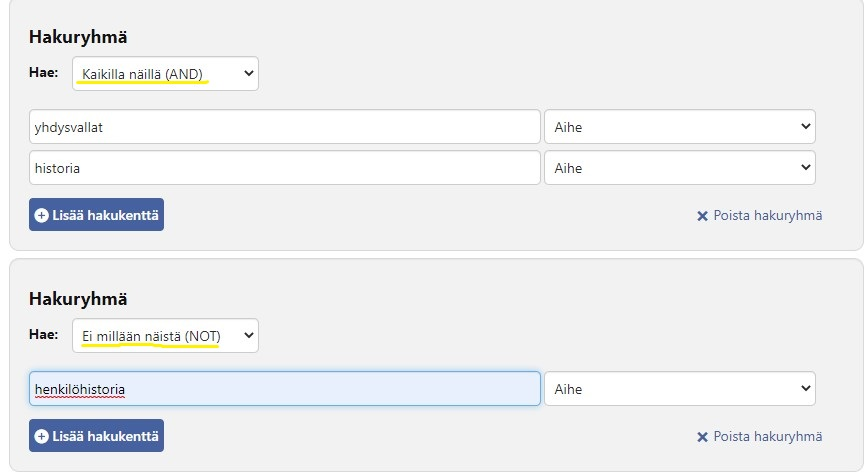 Hakuryhmä
Hae: Kaikilla näillä (AND)
yhdysvallat Aihe
historia Aihe
Lisää hakukenttä Poista hakuryhmä
Hakuryhmä
Hae: Ei millään näistä (NOT)
henkilöhistoria Aihe
Lisää hakukenttä Poista hakuryhmä